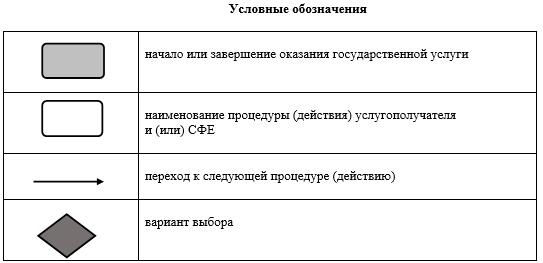 Условные обозначения
начало или завершение оказания государственной услуги
наименование процедуры (действия) услугополучателя
и (или) СФЕ
переход к следующей процедуре (действию)
вариант выбора